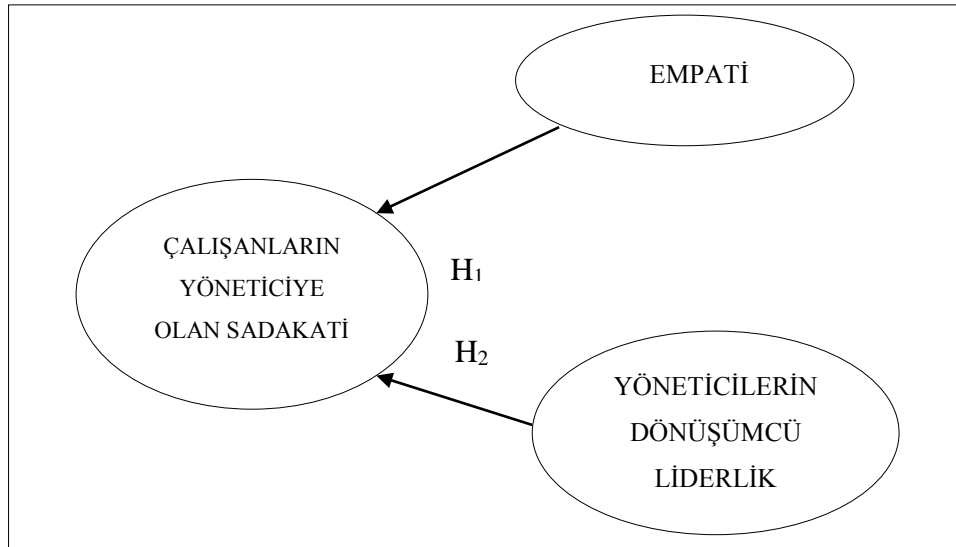 EMPATİ
ÇALIŞANLARIN
YÖNETİCİYE
OLAN SADAKATİ
H₁
H₂
YÖNETİCİLERİN
DÖNÜŞÜMCÜ
LİDERLİK